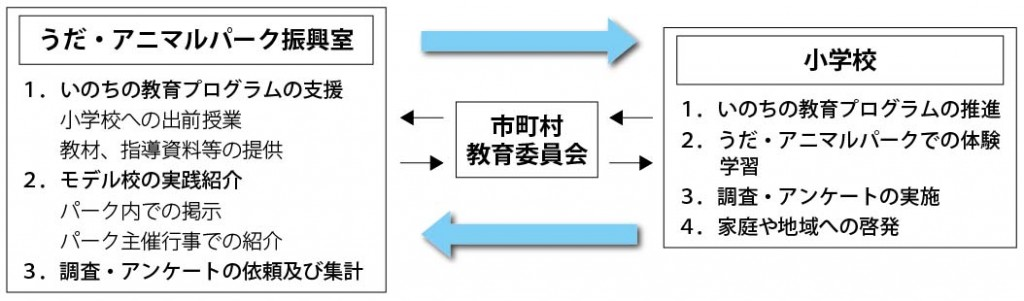 うだ・アニマルパーク振興室
1．いのちの教育プログラムの支援
小学校への出前授業
教材、指導資料等の提供
2．モデル校の実践紹介
パーク内での掲示
パーク主催行事での紹介
3．調査・アンケートの依頼及び集計
市町村
教育委員会
小学校
1．いのちの教育プログラムの推進
2．うだ・アニマルパークでの体験
学習
3．調査・アンケートの実施
4．家庭や地域への啓発